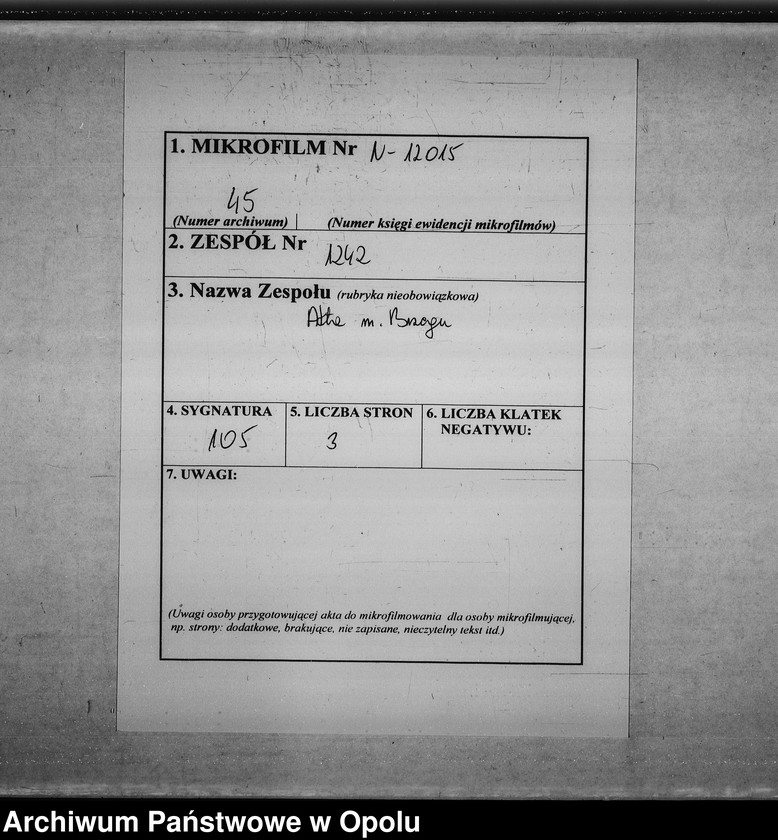 1. MIKROFILM Nr N-12015
45
(Numer archiwum) (Numer księgi ewidencji mikrofilmów)
2. ZESPÓŁ Nr
1242
3. Nazwa Zespołu (rubryka nieobowiązkowa)
Akta m. Brzegu
4. SYGNATURA 5. LICZBA STRON 6. LICZBA KLATEK
NEGATYWU:
105 3
7. UWAGI:
(Uwagi osoby przygotowującej akta do mikrofilmowania dla osoby mikrofilmującej,
np. strony: dodatkowe, brakujące, nie zapisane, nieczytelny tekst itd.)
Archiwum Państwowe w Opolu